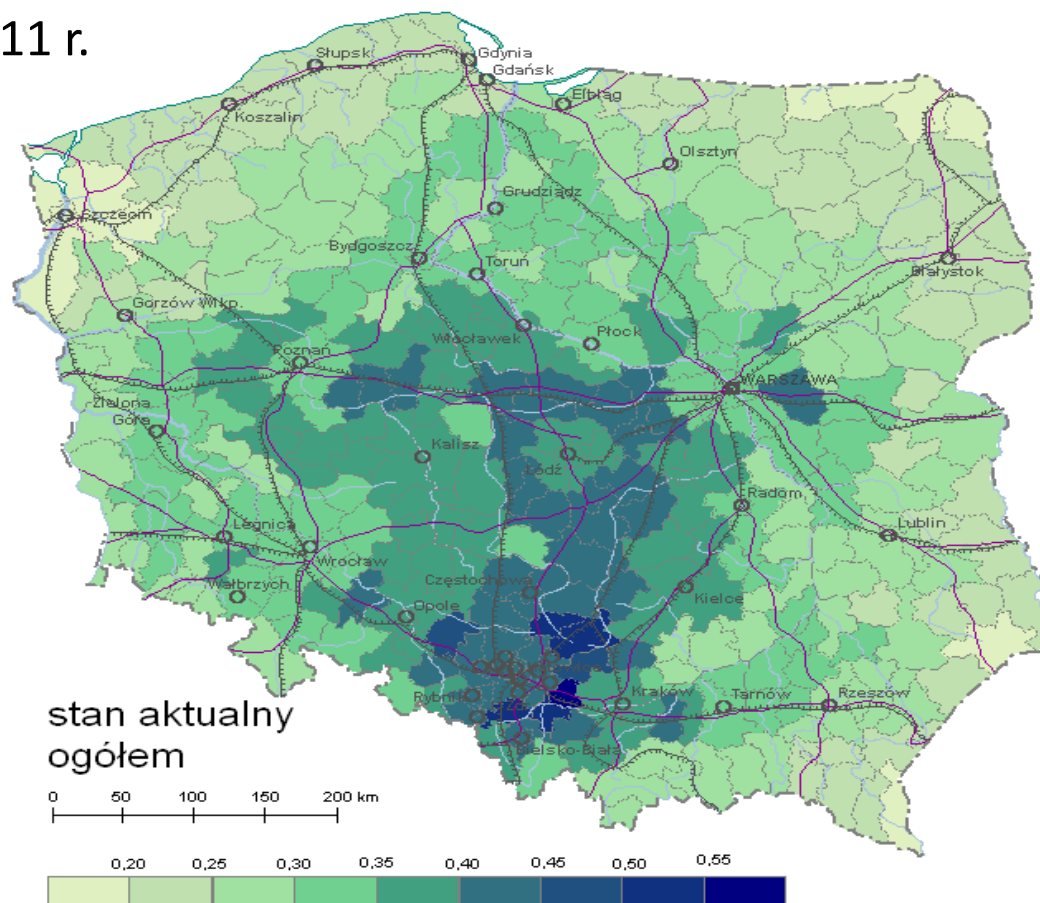 11 r.
Słupsk
Gdynia
Gdańsk
Elbląg
Koszalin
Olsztyn
Grudziądz
Szczecin
Bydgoszcz
Toruń
Białystok
Gorzów Wlkp.
Włocławek
Płock
Poznań
WARSZAWA
Zielona
Góra
Kalisz
Łódź
Radom
Legnica
Lublin
Wrocław
Wałbrzych
Częstochowa
Opole
Kielce
Rybnik
Kraków
Tarnów
Rzeszów
Bielsko-Biała
stan aktualny
ogółem
0 50 100 150 200 km
0,20 0,25 0,30 0,35 0,40 0,45 0,50 0,55